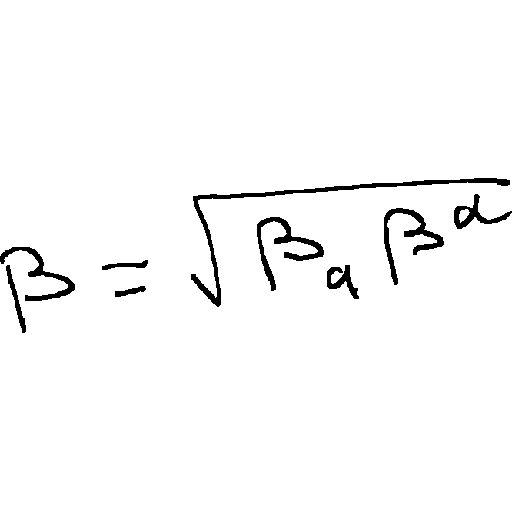 β = √(β_a β^α)